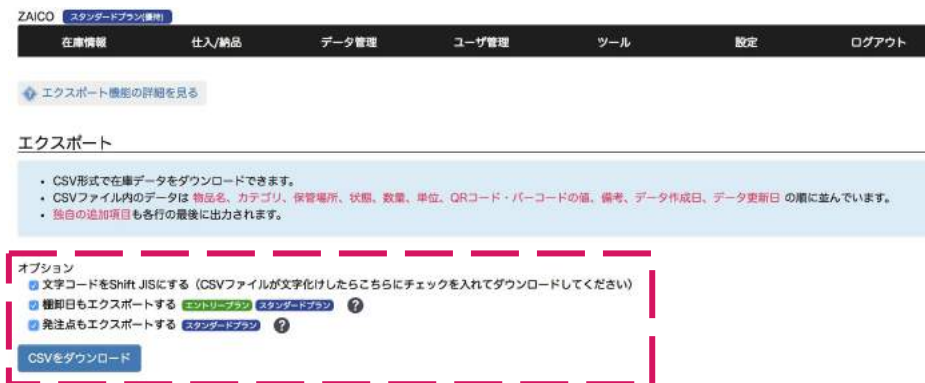 ZAICO スタンダードプラン(優待)
在庫情報 仕入/納品 データ管理 ユーザ管理 ツール 設定 ログアウト
エクスポート機能の詳細を見る
エクスポート
・CSV形式で在庫データをダウンロードできます。
・CSVファイル内のデータは 物品名、カテゴリ、保管場所、状態、数量、単位、QRコード・バーコードの値、備考、データ作成日、データ更新日 の順に並んでいます。
・独自の追加項目も各行の最後に出力されます。
オプション
文字コードをShift JISにする（CSVファイルが文字化けしたらこちらにチェックを入れてダウンロードしてください）
棚卸日もエクスポートする エントリープラン スタンダードプラン ?
発注点もエクスポートする スタンダードプラン ?
CSVをダウンロード